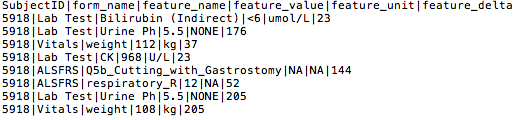 SubjectID|form_name|feature_name|feature_value|feature_unit|feature_delta
5918|Lab Test|Bilirubin (Indirect)|<6|umol/L|23
5918|Lab Test|Urine Ph|5.5|NONE|176
5918|Vitals|weight|112|kg|37
5918|Lab Test|CK|968|U/L|23
5918|ALSFRS|Q5b_Cutting_with_Gastrostomy|NA|NA|144
5918|ALSFRS|respiratory_R|12|NA|52
5918|Lab Test|Urine Ph|5.5|NONE|205
5918|Vitals|weight|108|kg|205